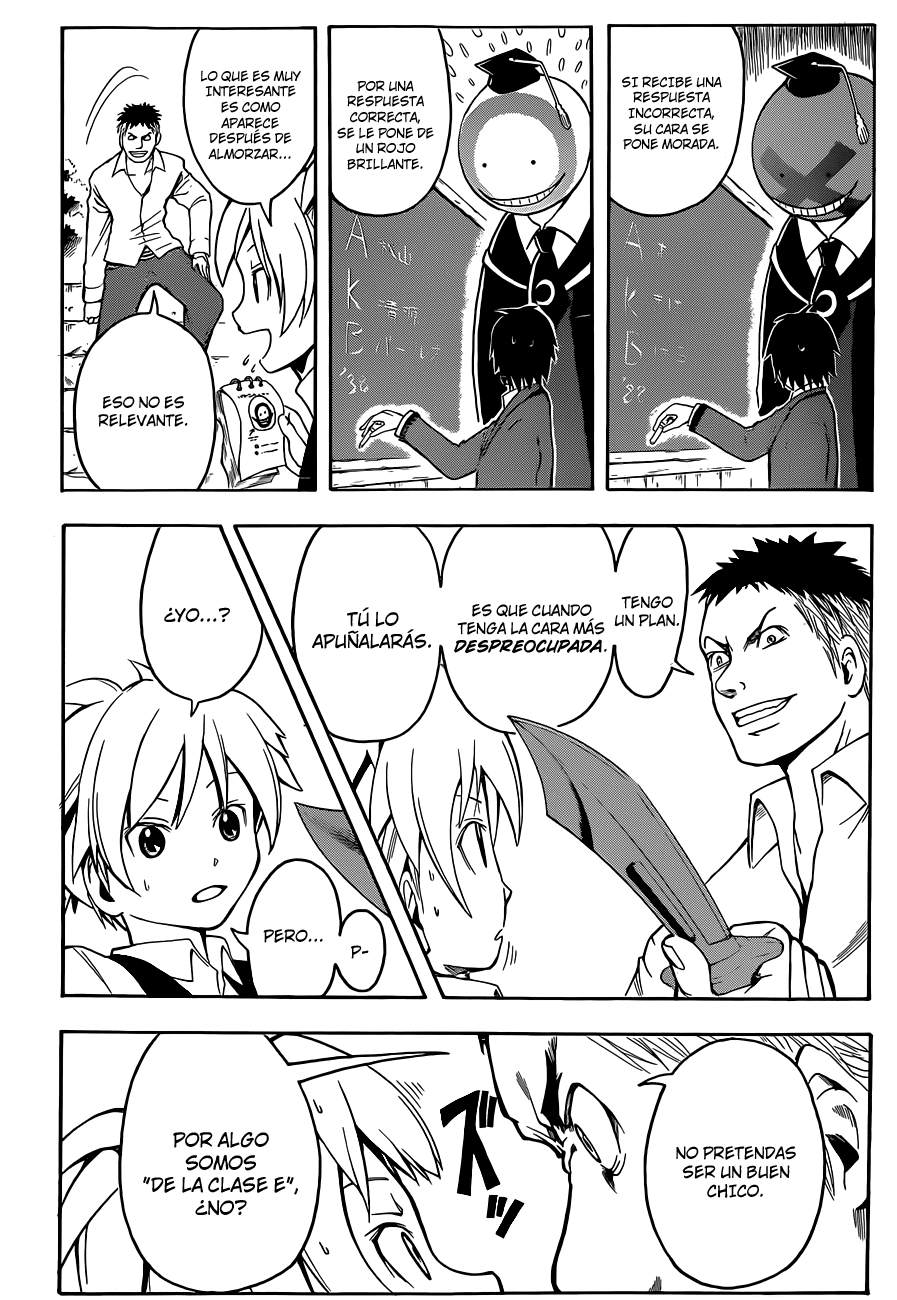 SI RECIBE UNA
RESPUESTA
INCORRECTA,
SU CARA SE
PONE MORADA.
POR UNA
RESPUESTA
CORRECTA,
SE LE PONE DE
UN ROJO
BRILLANTE.
LO QUE ES MUY
INTERESANTE
ES COMO
APARECE
DESPUÉS DE
ALMORZAR...
ESO NO ES
RELEVANTE.
A
K
B
A
K
B
TENGO
UN PLAN.
ES QUE CUANDO
TENGA LA CARA MÁS
DESPREOCUPADA.
TÚ LO
APUÑALARÁS.
¿YO...?
P-
PERO...
NO PRETENDAS
SER UN BUEN
CHICO.
ズ
イ
POR ALGO
SOMOS
"DE LA CLASE E",
¿NO?